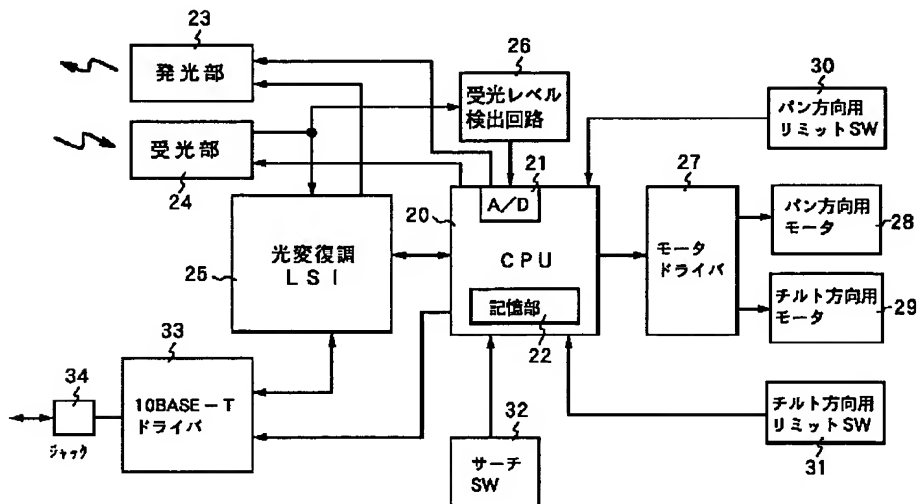 23
発光部
受光部
24
26
受光レベル
検出回路
30
パン方向用
リミットSW
21
A/D
20
CPU
記憶部
22
25
光変復調
LSI
27
モータ
ドライバ
パン方向用
モータ
28
チルト方向用
モータ
29
33
10BASE-T
ドライバ
34
ジャック
32
サーチ
SW
チルト方向用
リミットSW
31